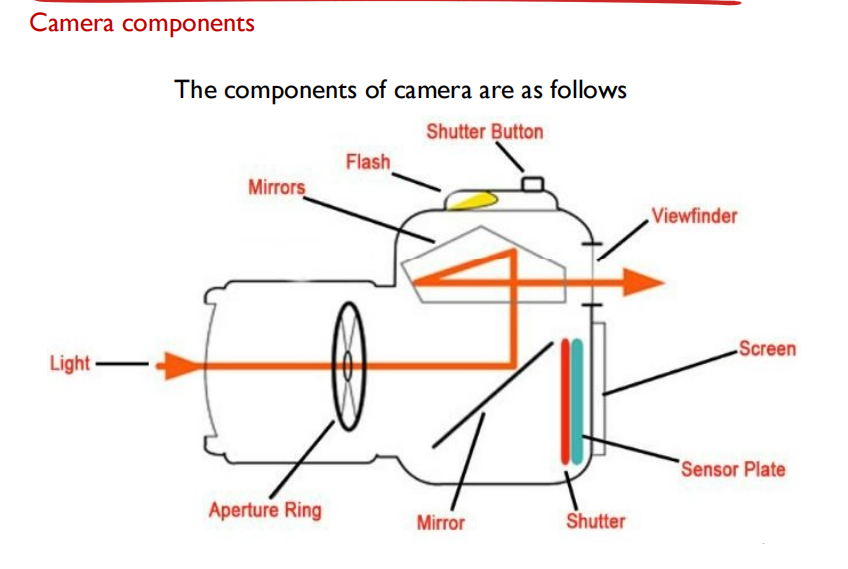 Camera components
The components of camera are as follows
Shutter Button
Flash
Mirrors
Viewfinder
Screen
Light
Sensor Plate
Aperture Ring
Mirror
Shutter